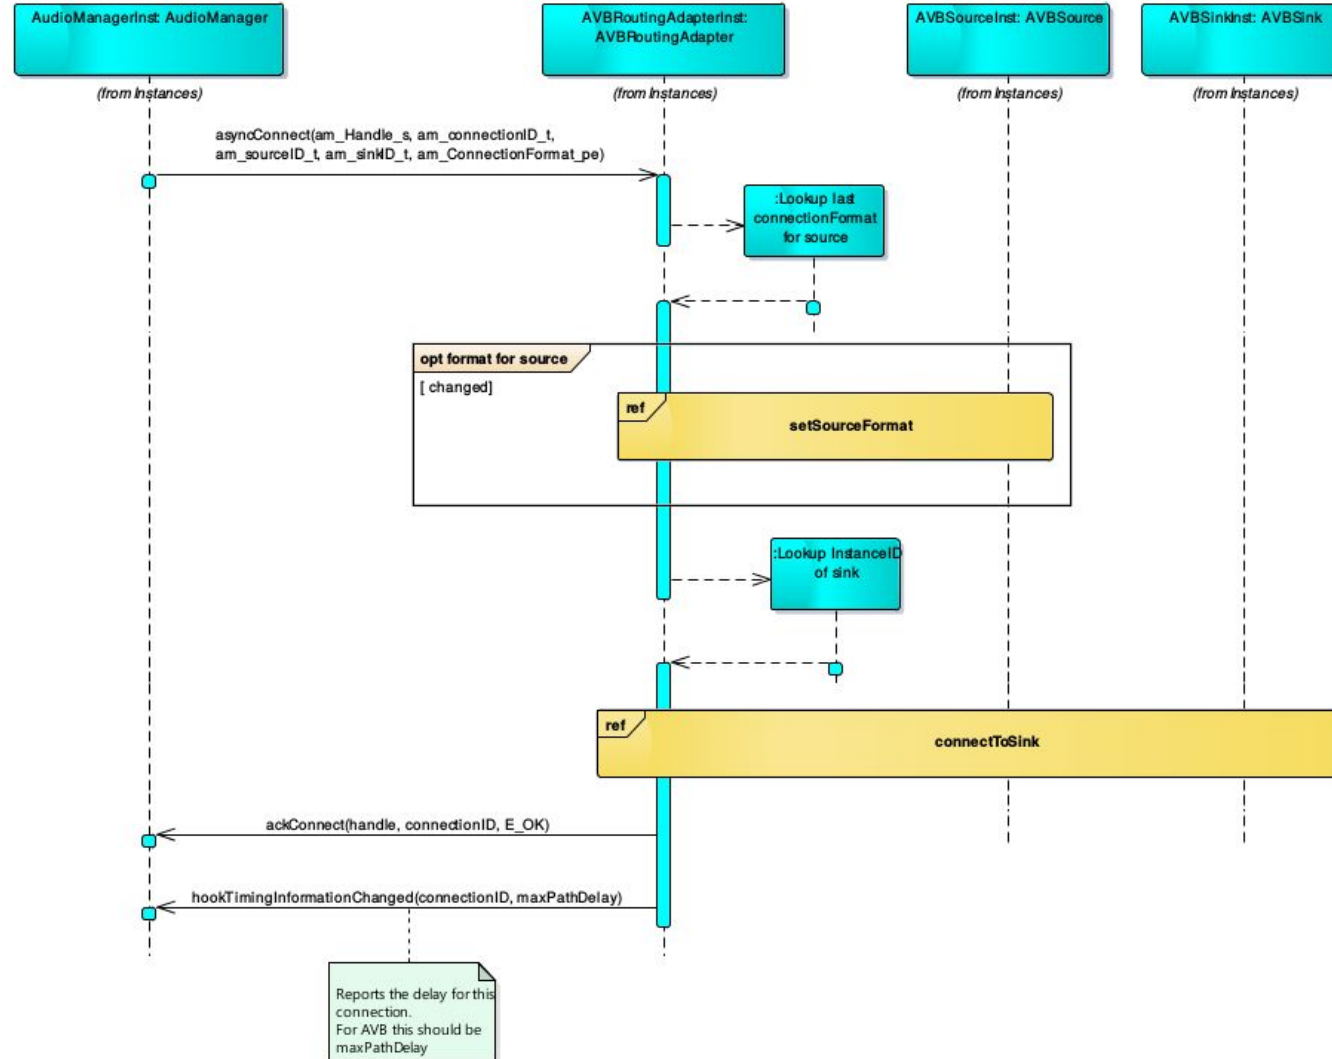 AudioManagerInst: AudioManager
AVBRoutingAdapterInst:
AVBRoutingAdapter
AVBSourceInst: AVBSource
AVBSinkInst: AVBSink
(from Instances)
(from Instances)
(from Instances)
(from Instances)
asyncConnect(am_Handle_s, am_connectionID_t,
am_sourceID_t, am_sinkID_t, am_ConnectionFormat_pe)
:Lookup last
connectionFormat
for source
opt format for source
[ changed]
ref
setSourceFormat
:Lookup InstanceID
of sink
ref
connectToSink
ackConnect(handle, connectionID, E_OK)
hookTimingInformationChanged(connectionID, maxPathDelay)
Reports the delay for this
connection.
For AVB this should be
maxPathDelay